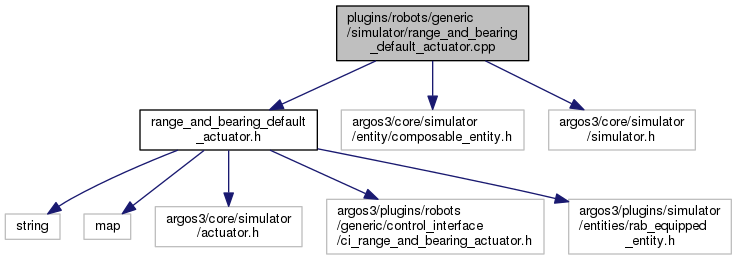 plugins/robots/generic
/simulator/range_and_bearing
_default_actuator.cpp
range_and_bearing_default
_actuator.h
argos3/core/simulator
/entity/composable_entity.h
argos3/core/simulator
/simulator.h
string
map
argos3/core/simulator
/actuator.h
argos3/plugins/robots
/generic/control_interface
/ci_range_and_bearing_actuator.h
argos3/plugins/simulator
/entities/rab_equipped
_entity.h